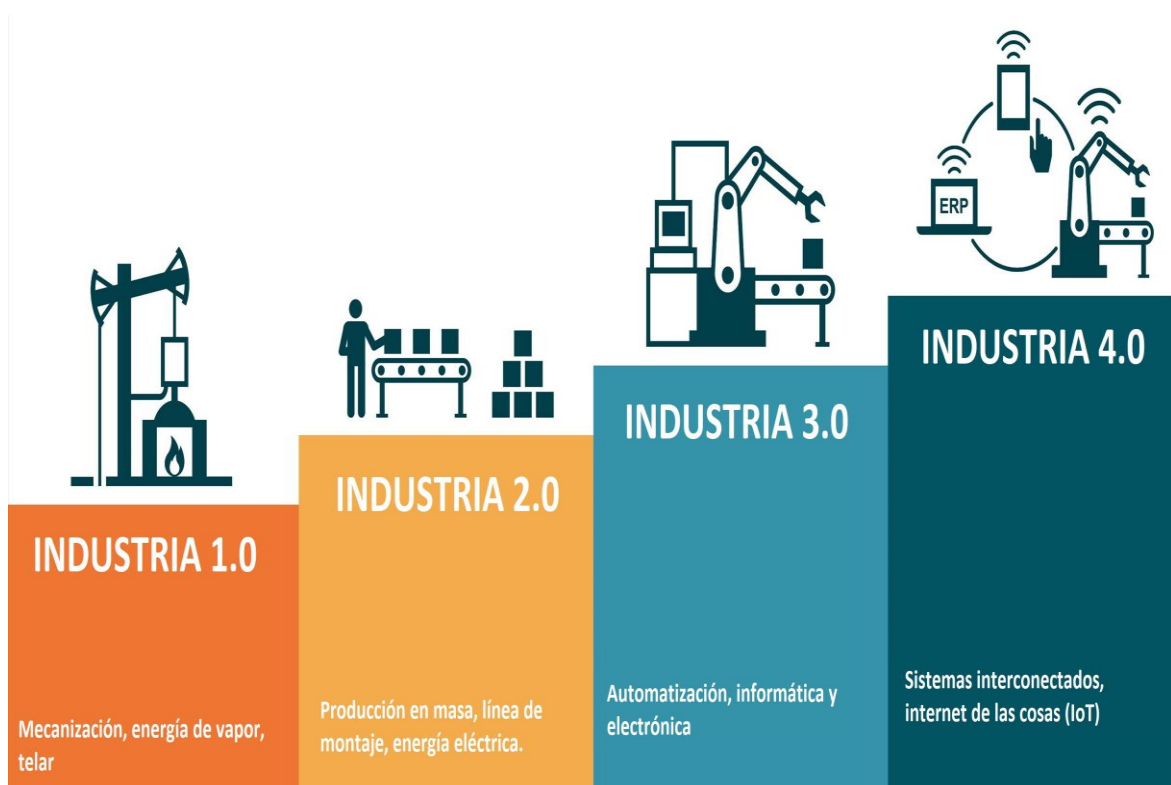 ERP
INDUSTRIA 1.0
Mecanización, energía de vapor,
telar
INDUSTRIA 2.0
Producción en masa, línea de
montaje, energía eléctrica.
INDUSTRIA 3.0
Automatización, informática y
electrónica
INDUSTRIA 4.0
Sistemas interconectados,
internet de las cosas (IoT)